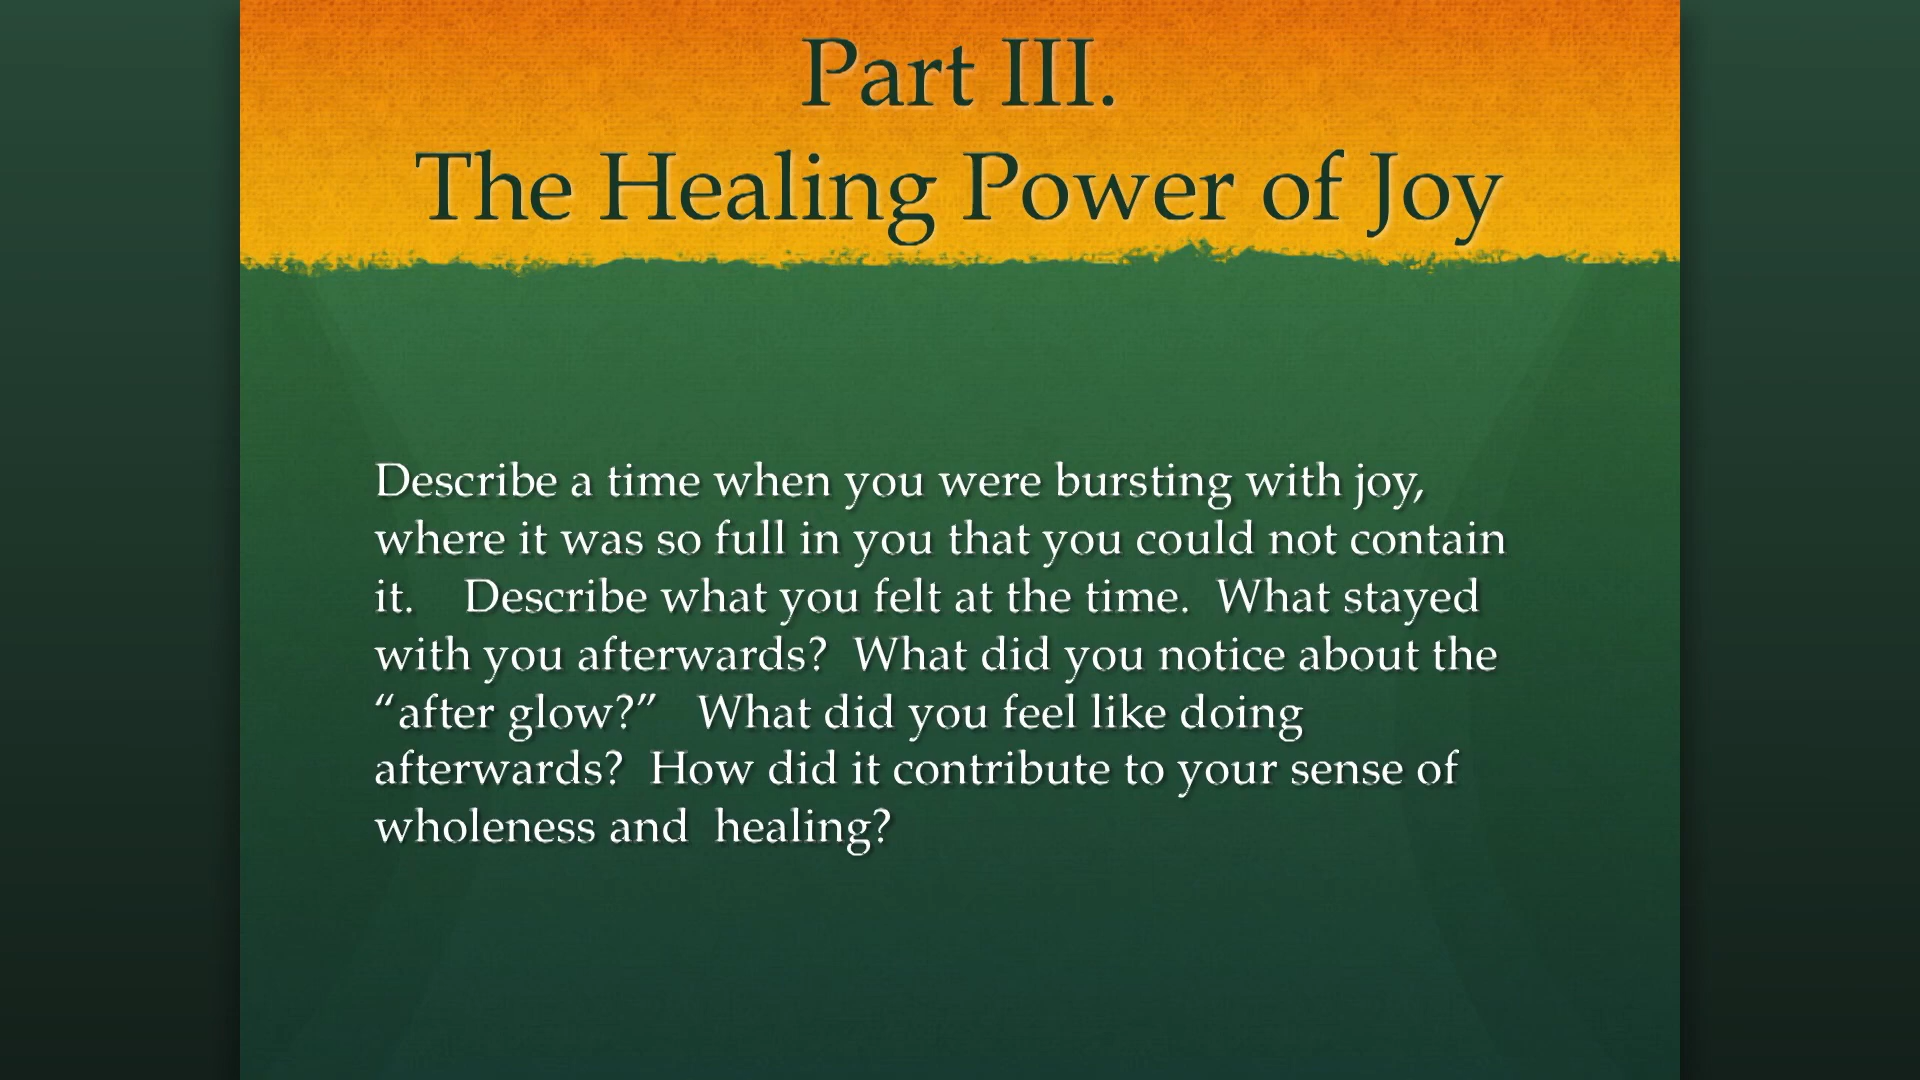 Part III.
The Healing Power of Joy
Describe a time when you were bursting with joy,
where it was so full in you that you could not contain
it.    Describe what you felt at the time.  What stayed
with you afterwards?  What did you notice about the
“after glow?”   What did you feel like doing
afterwards?  How did it contribute to your sense of
wholeness and  healing?